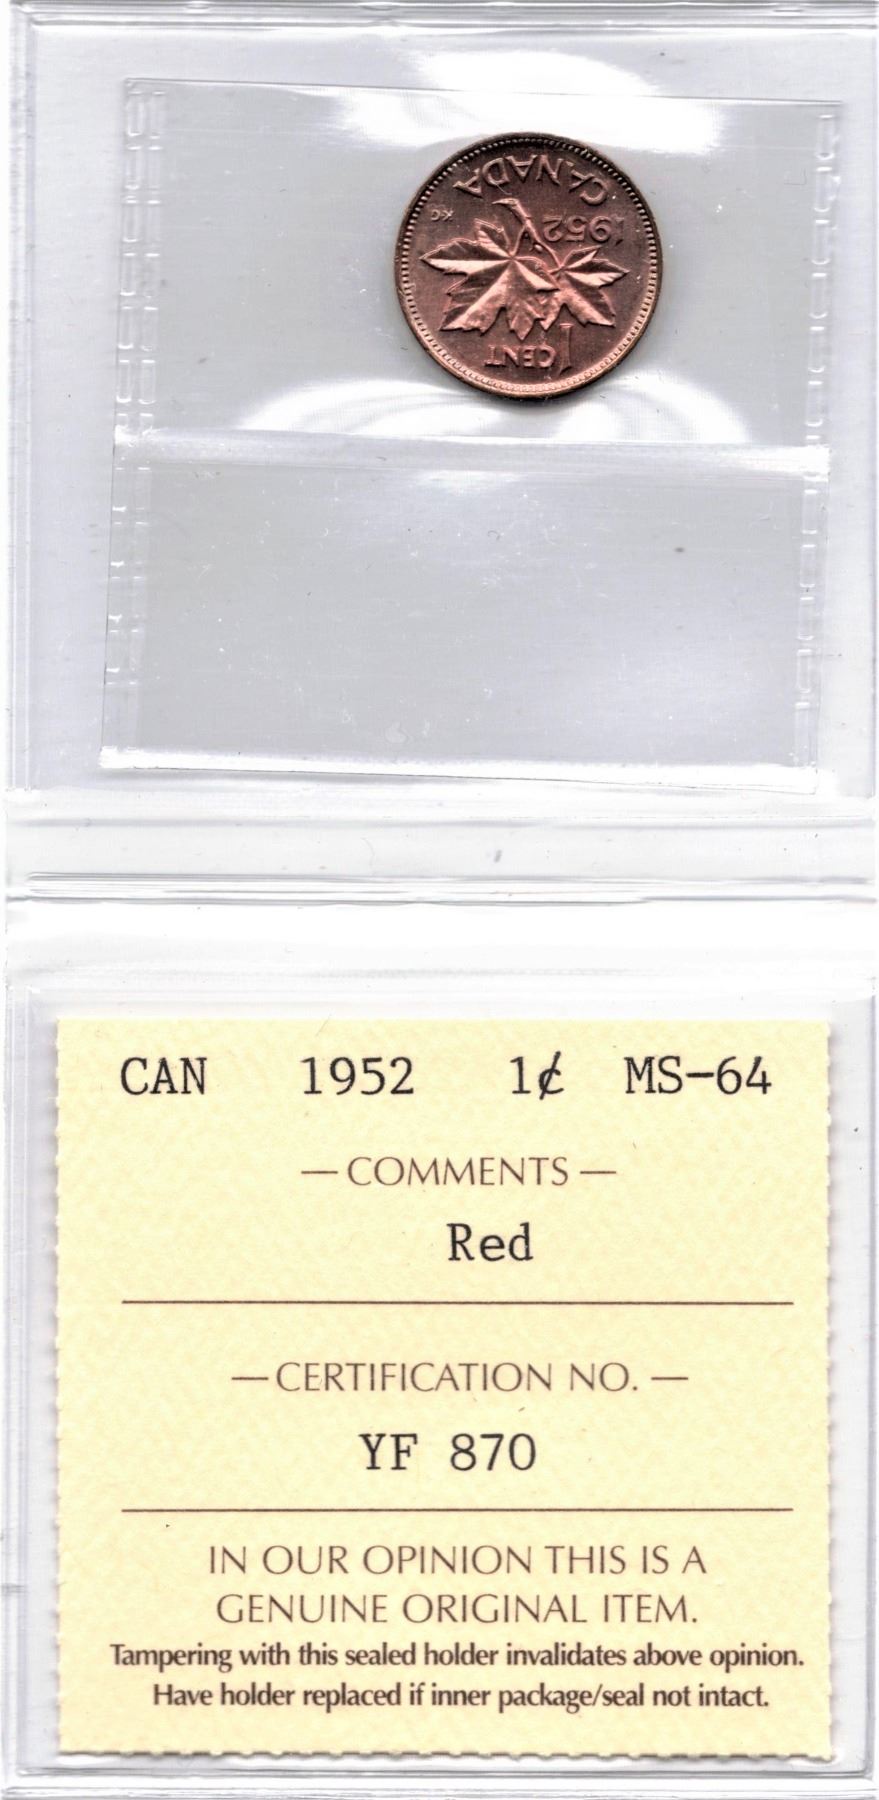 1 CENT
1952
KG
CANADA
CAN 1952 1¢ MS-64
— COMMENTS —
Red
— CERTIFICATION NO. —
YF 870
IN OUR OPINION THIS IS A
GENUINE ORIGINAL ITEM.
Tampering with this sealed holder invalidates above opinion.
Have holder replaced if inner package/seal not intact.